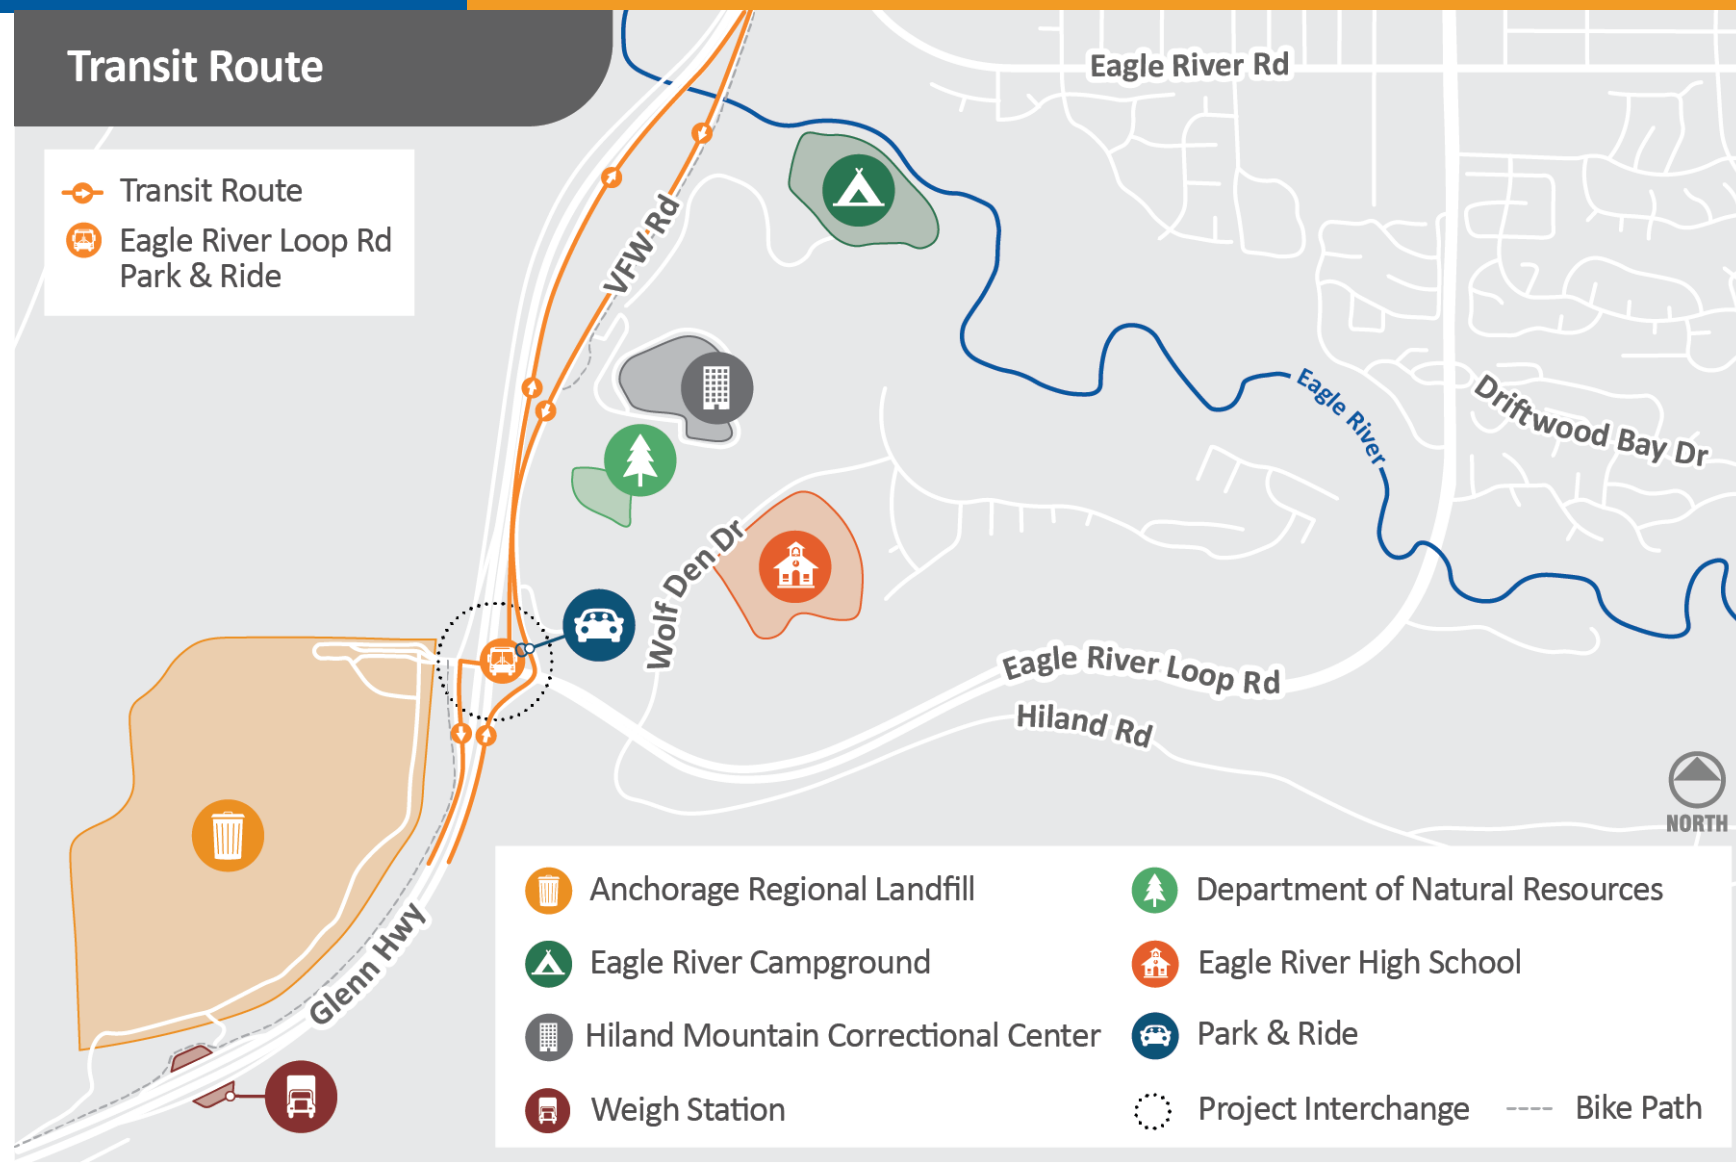 Transit Route
Transit Route
Eagle River Loop Rd
Park & Ride
Eagle River Rd
VFW Rd
Eagle River
Driftwood Bay Dr
Wolf Den Dr
Eagle River Loop Rd
Hiland Rd
NORTH
Glenn Hwy
Anchorage Regional Landfill
Eagle River Campground
Hiland Mountain Correctional Center
Weigh Station
Department of Natural Resources
Eagle River High School
Park & Ride
Project Interchange
Bike Path